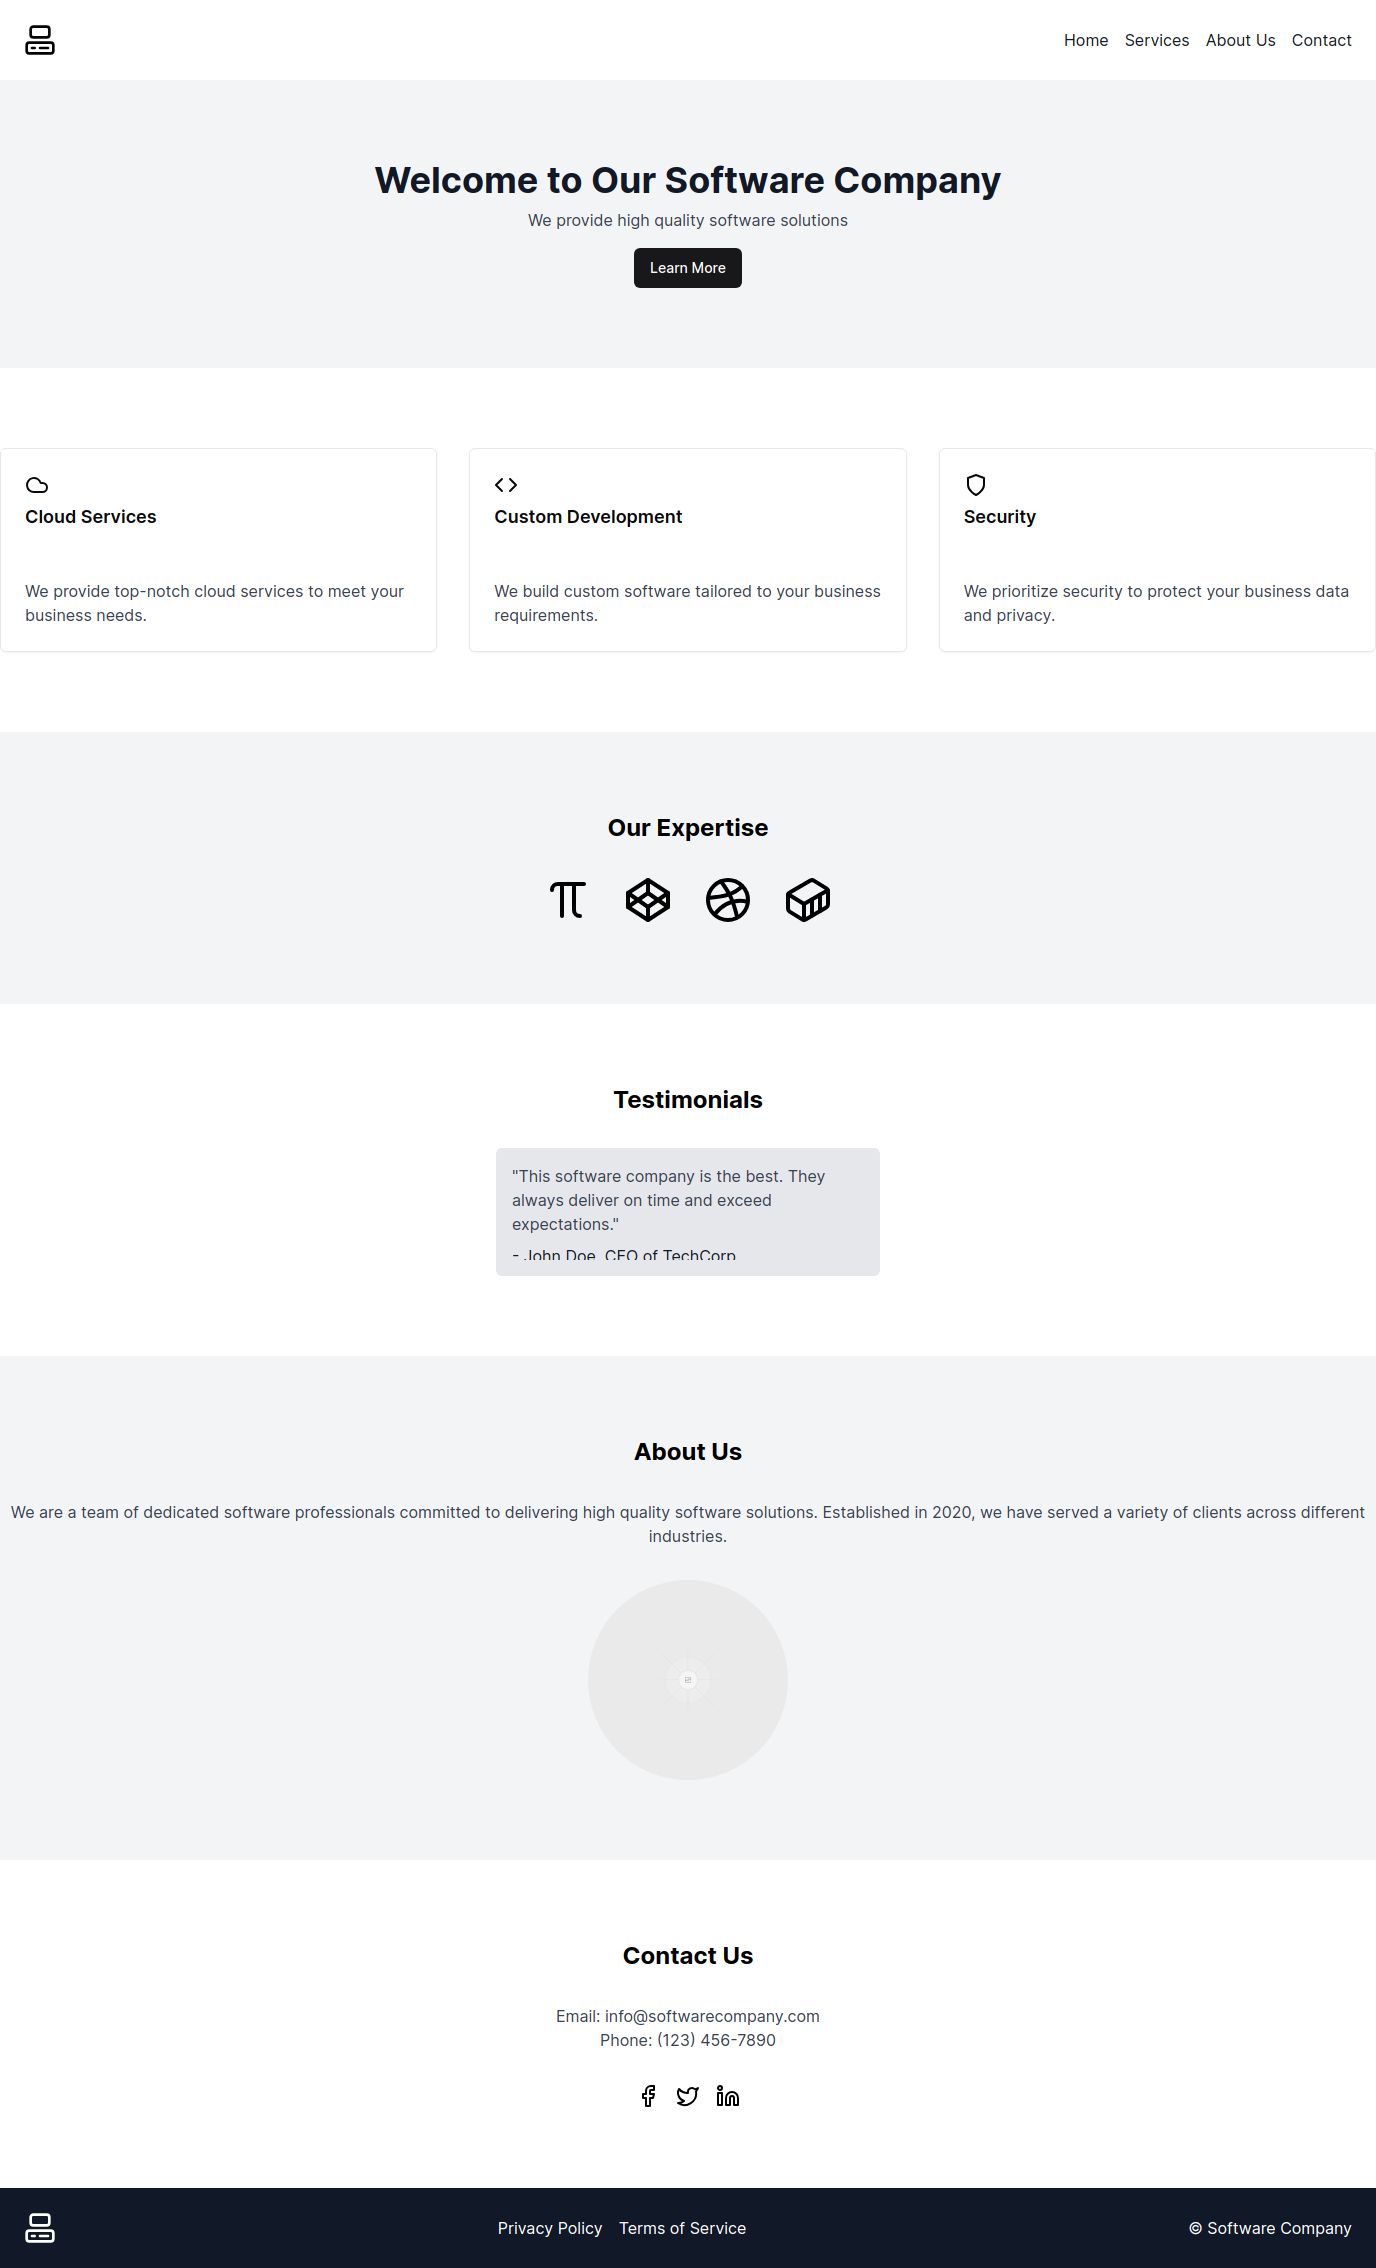 Home Services About Us Contact
Welcome to Our Software Company
We provide high quality software solutions
Learn More
Cloud Services
We provide top-notch cloud services to meet your
business needs.
Custom Development
We build custom software tailored to your business
requirements.
Security
We prioritize security to protect your business data
and privacy.
Our Expertise
Testimonials
"This software company is the best. They
always deliver on time and exceed
expectations."
- John Doe, CEO of TechCorp
About Us
We are a team of dedicated software professionals committed to delivering high quality software solutions. Established in 2020, we have served a variety of clients across different
industries.
Contact Us
Email: info@softwarecompany.com
Phone: (123) 456-7890
Privacy Policy Terms of Service © Software Company